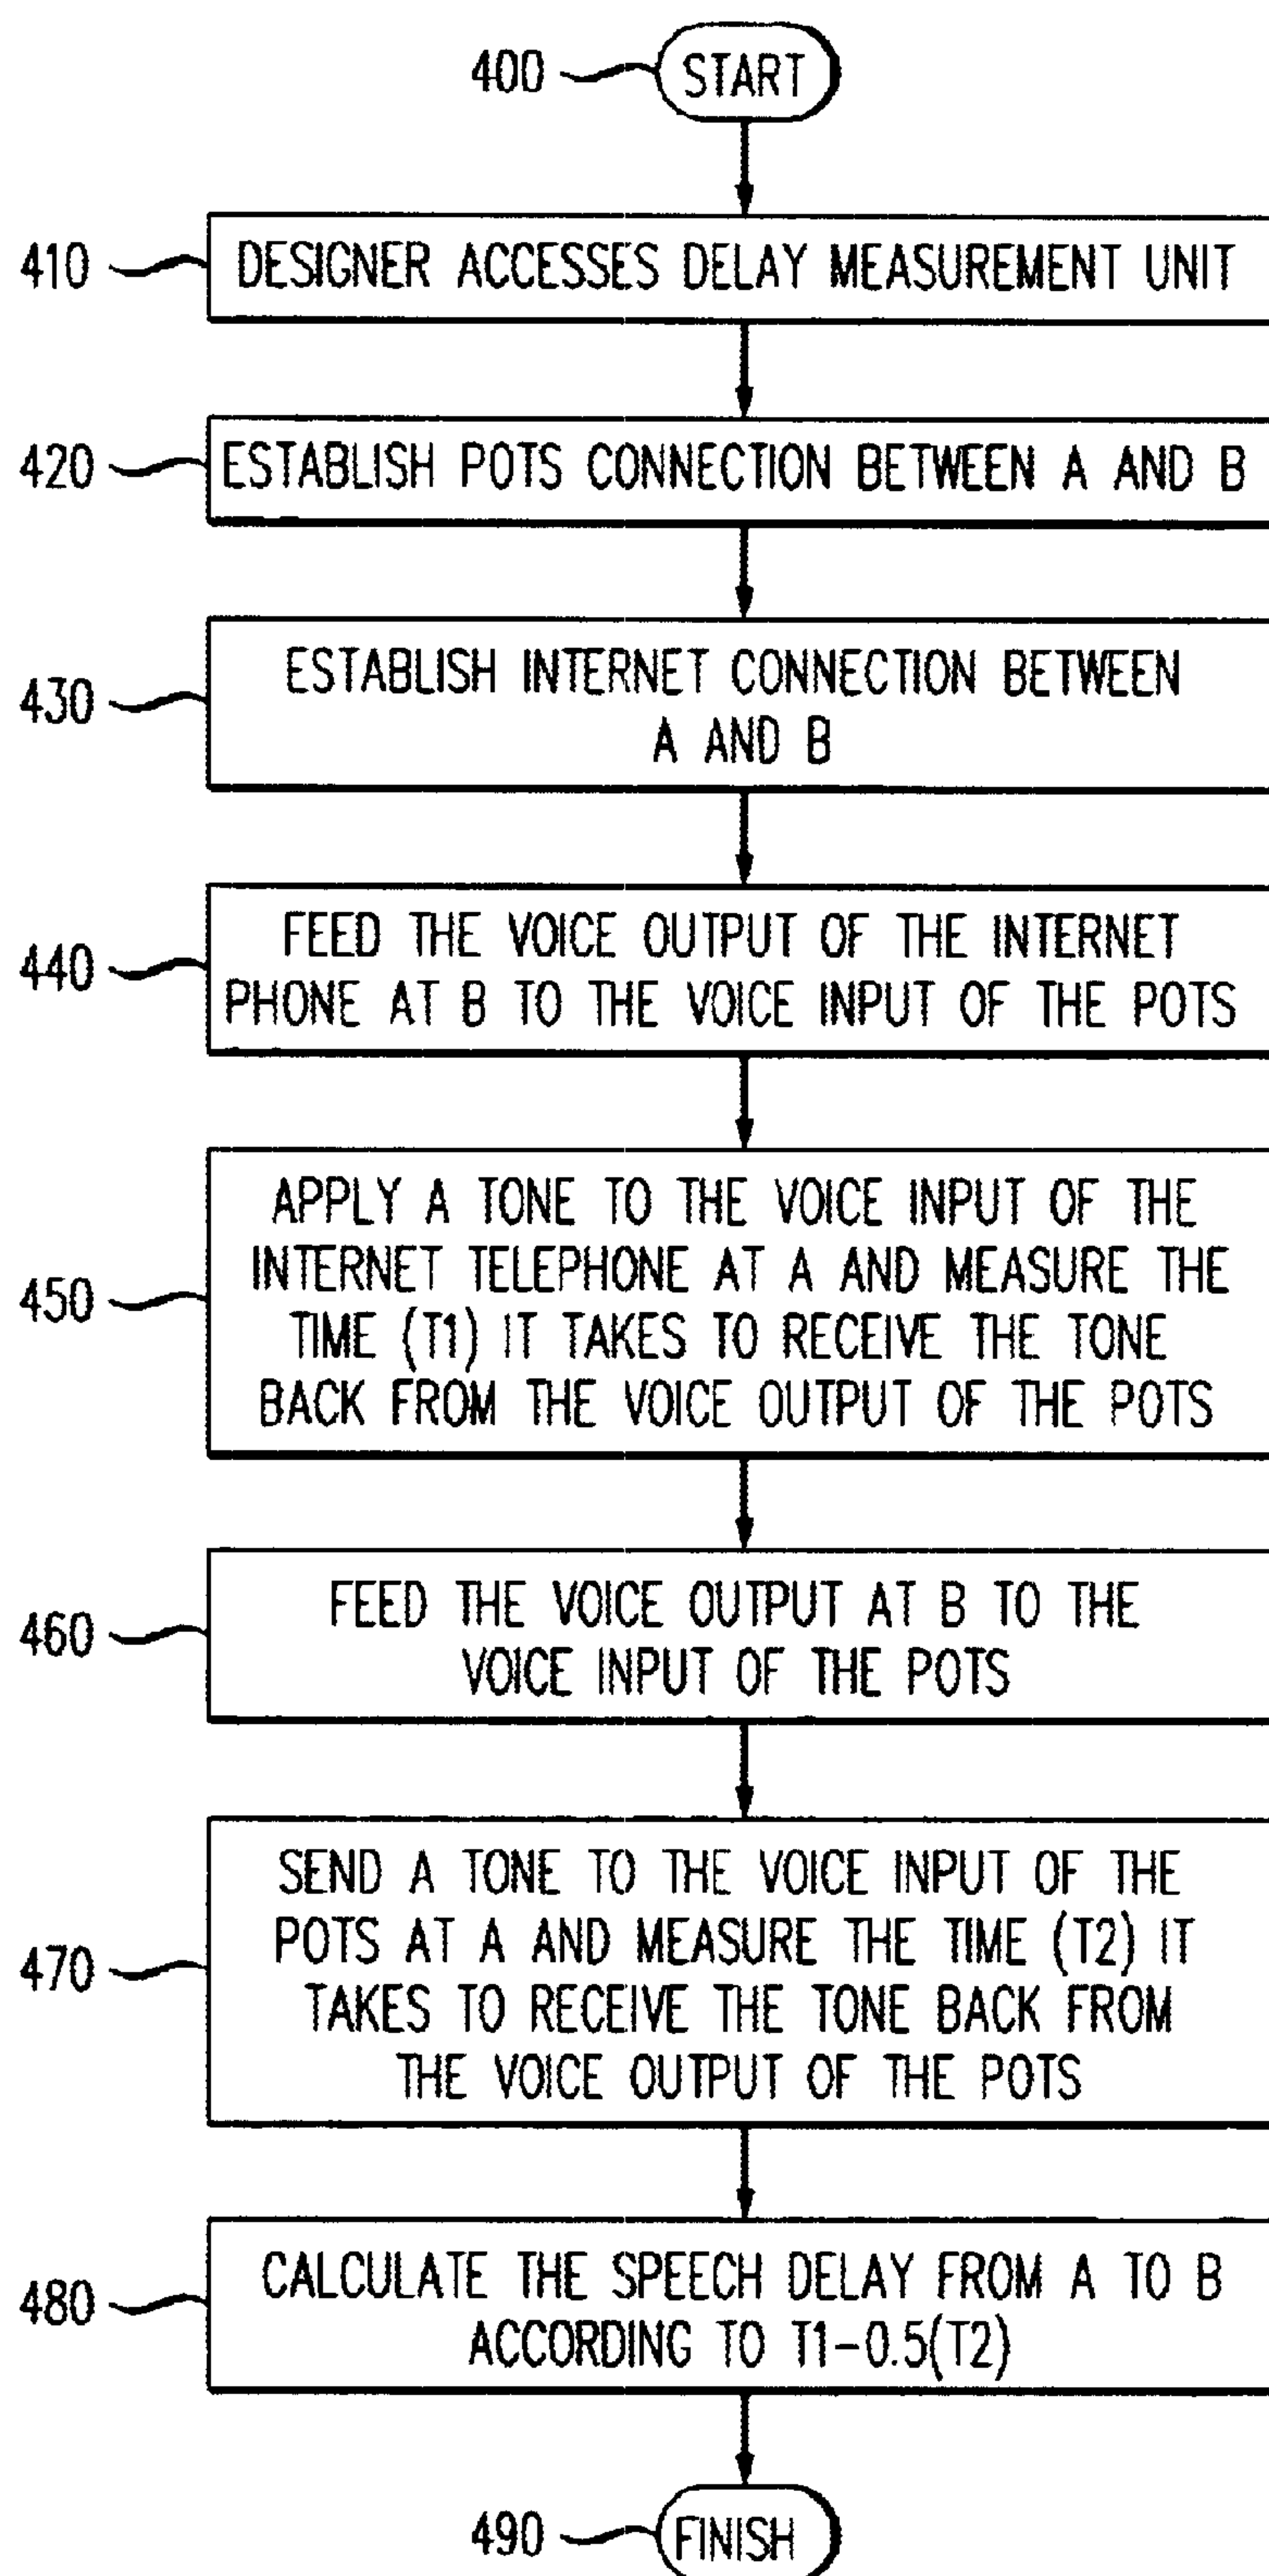 400 START
410 DESIGNER ACCESSES DELAY MEASUREMENT UNIT
420 ESTABLISH POTS CONNECTION BETWEEN A AND B
430 ESTABLISH INTERNET CONNECTION BETWEEN
A AND B
440 FEED THE VOICE OUTPUT OF THE INTERNET
PHONE AT B TO THE VOICE INPUT OF THE POTS
450 APPLY A TONE TO THE VOICE INPUT OF THE
INTERNET TELEPHONE AT A AND MEASURE THE
TIME (T1) IT TAKES TO RECEIVE THE TONE
BACK FROM THE VOICE OUTPUT OF THE POTS
460 FEED THE VOICE OUTPUT AT B TO THE
VOICE INPUT OF THE POTS
470 SEND A TONE TO THE VOICE INPUT OF THE
POTS AT A AND MEASURE THE TIME (T2) IT
TAKES TO RECEIVE THE TONE BACK FROM
THE VOICE OUTPUT OF THE POTS
480 CALCULATE THE SPEECH DELAY FROM A TO B
ACCORDING TO T1-0.5(T2)
490 FINISH